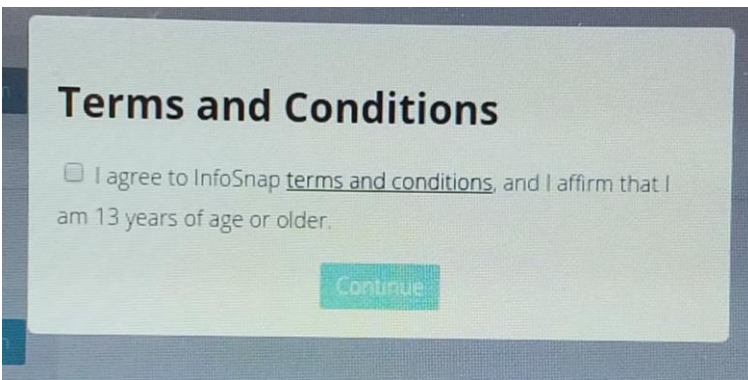 Terms and Conditions
I agree to InfoSnap terms and conditions, and I affirm that I
am 13 years of age or older.
Continue